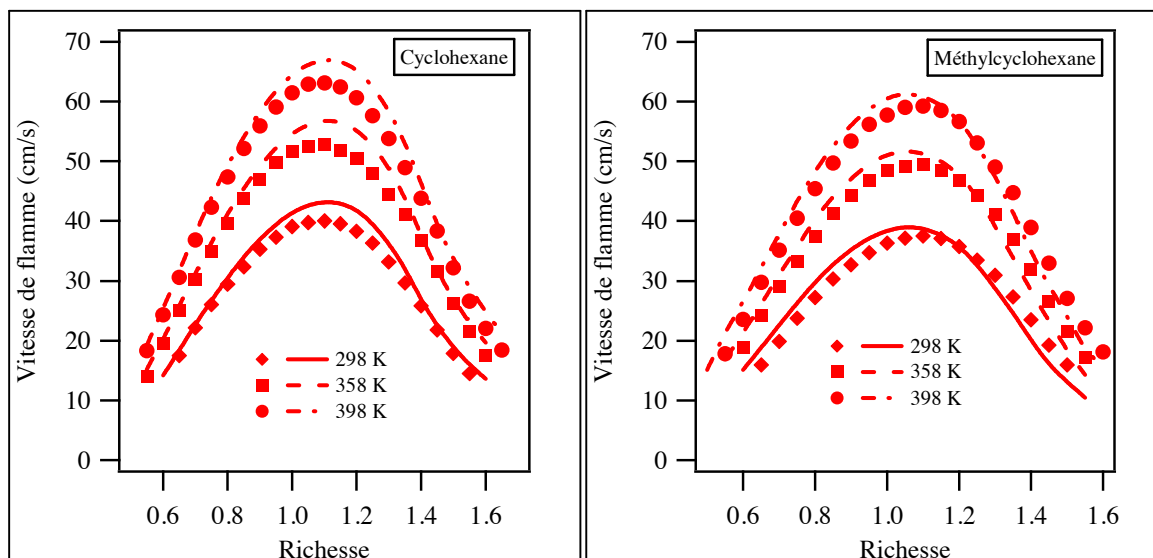 70
60
50
40
30
20
10
0
Vitesse de flamme (cm/s)
Cyclohexane
298 K
358 K
398 K
0.6 0.8 1.0 1.2 1.4 1.6
Richesse
70
60
50
40
30
20
10
0
Vitesse de flamme (cm/s)
Méthylcyclohexane
298 K
358 K
398 K
0.6 0.8 1.0 1.2 1.4 1.6
Richesse